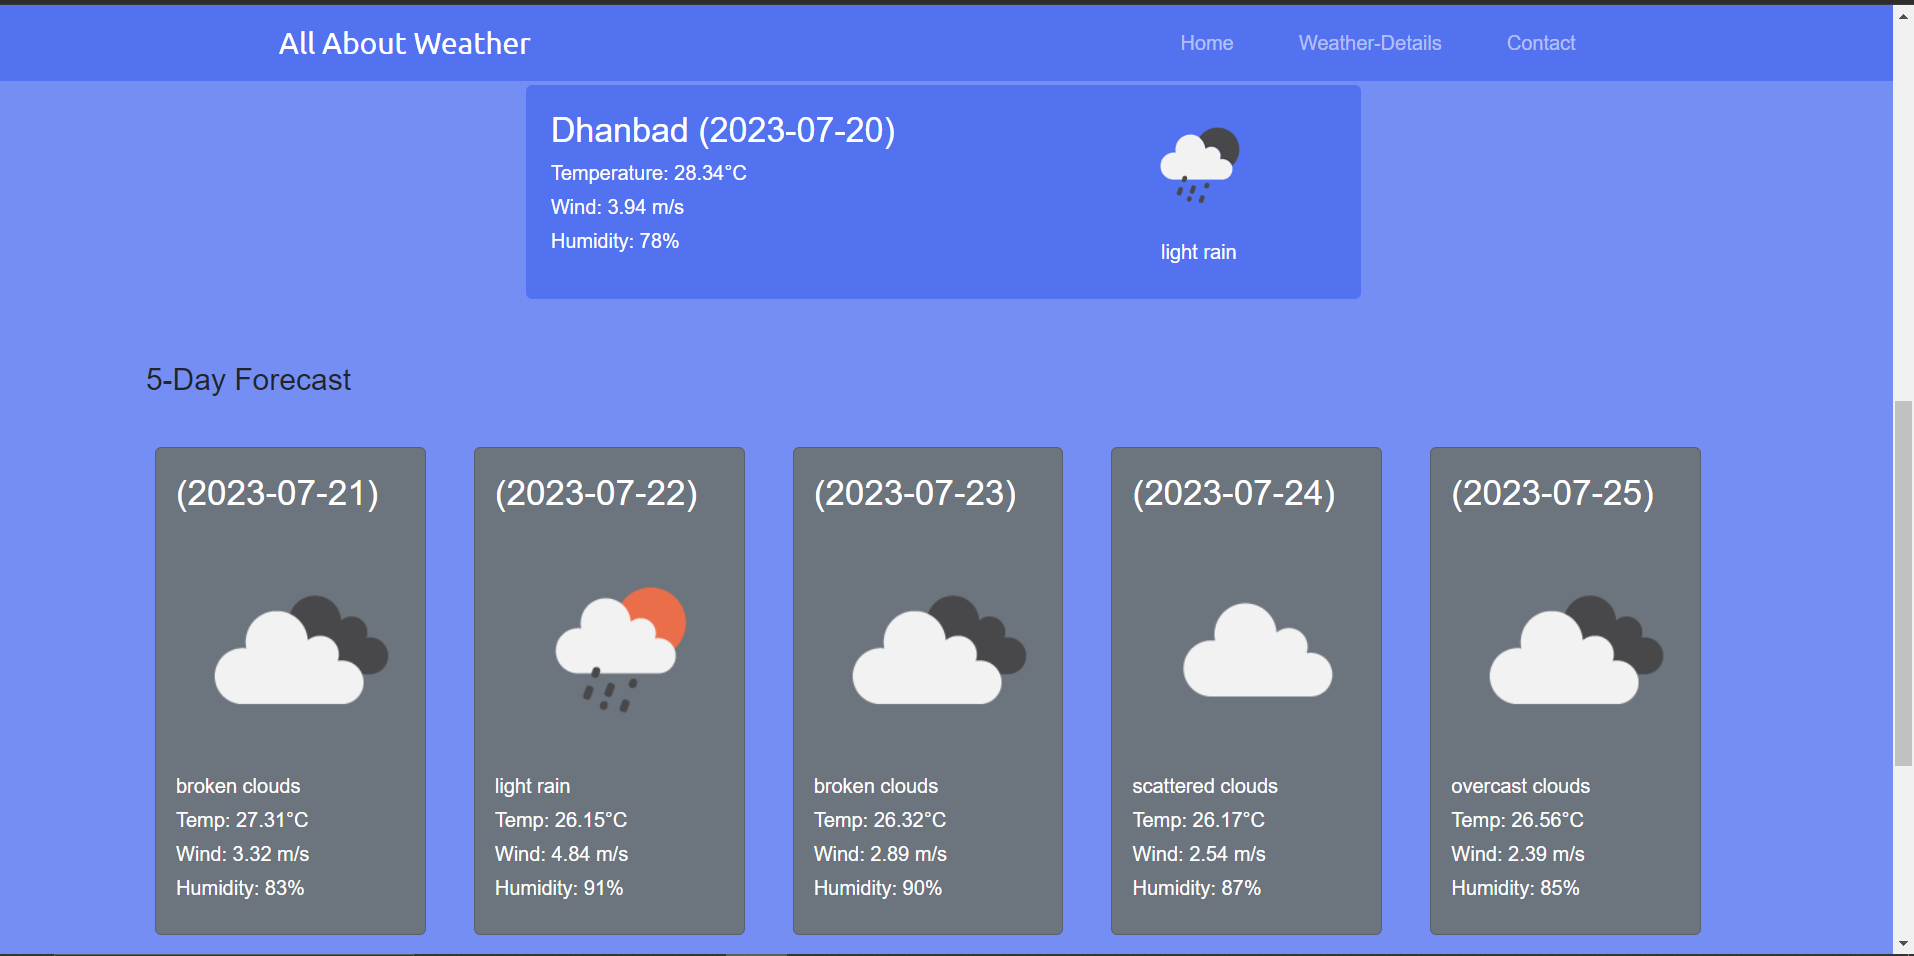 All About Weather
Home
Weather-Details
Contact
Dhanbad (2023-07-20)
Temperature: 28.34°C
Wind: 3.94 m/s
Humidity: 78%
light rain
5-Day Forecast
(2023-07-21)
broken clouds
Temp: 27.31°C
Wind: 3.32 m/s
Humidity: 83%
(2023-07-22)
light rain
Temp: 26.15°C
Wind: 4.84 m/s
Humidity: 91%
(2023-07-23)
broken clouds
Temp: 26.32°C
Wind: 2.89 m/s
Humidity: 90%
(2023-07-24)
scattered clouds
Temp: 26.17°C
Wind: 2.54 m/s
Humidity: 87%
(2023-07-25)
overcast clouds
Temp: 26.56°C
Wind: 2.39 m/s
Humidity: 85%